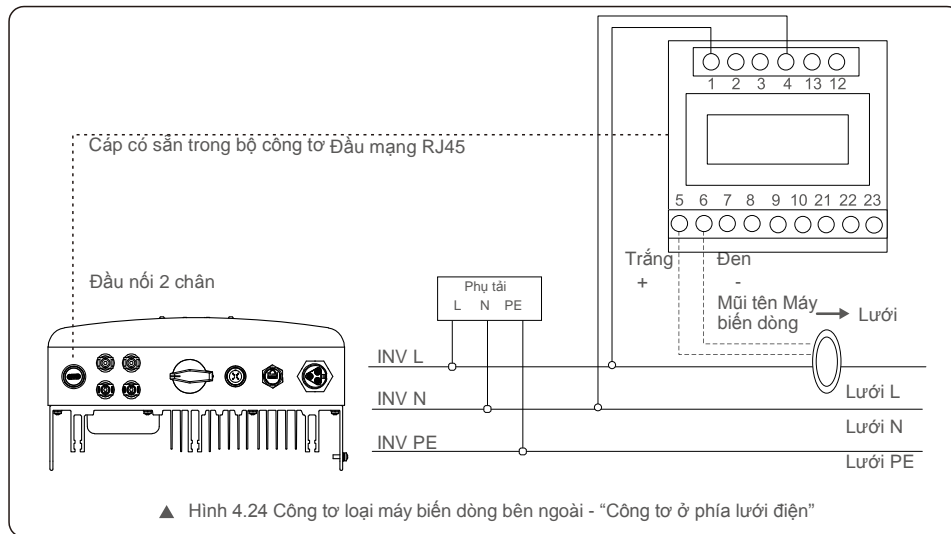 1 2 3 4 13 12
Cáp có sẵn trong bộ công tơ Đầu mạng RJ45
5 6 7 8 9 10 21 22 23
Trắng
+
Đen
-
Đầu nối 2 chân
Phụ tải
L N PE
Mũi tên Máy
biến dòng
Lưới
INV L
Lưới L
INV N
Lưới N
INV PE
Lưới PE
▲ Hình 4.24 Công tơ loại máy biến dòng bên ngoài - “Công tơ ở phía lưới điện”